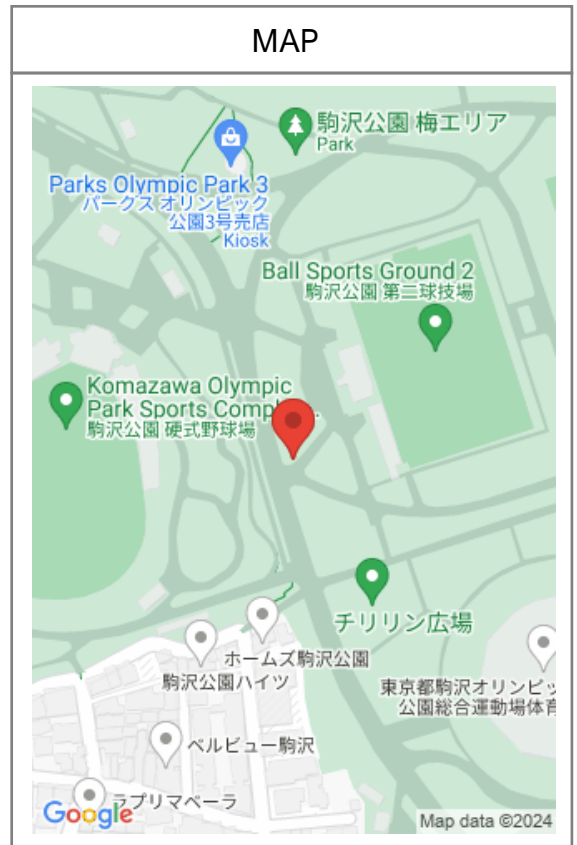 MAP
駒沢公園 梅エリア
Park
Parks Olympic Park 3
パークス オリンピック
公園3号売店
Kiosk
Ball Sports Ground 2
駒沢公園 第二球技場
Komazawa Olympic
Park Sports Compl...
駒沢公園 硬式野球場
チリリン広場
ホームズ駒沢公園
駒沢公園ハイツ
東京都駒沢オリンピッ
公園総合運動場体育
ベルビュー駒沢
ラプリマベーラ
Google
Map data ©2024